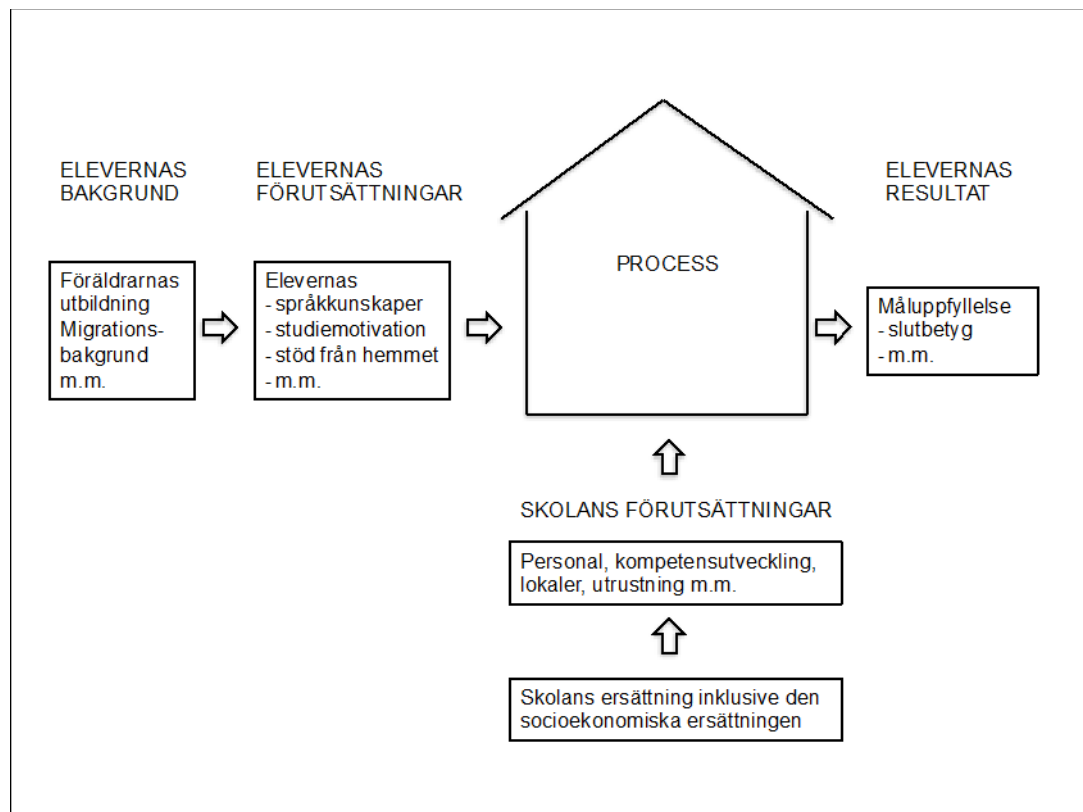 ELEVERNAS
BAKGRUND
Föräldrarnas
utbildning
Migrations-
bakgrund
m.m.
ELEVERNAS
FÖRUTSÄTTNINGAR
Elevernas
- språkkunskaper
- studiemotivation
- stöd från hemmet
- m.m.
PROCESS
ELEVERNAS
RESULTAT
Måluppfyllelse
- slutbetyg
- m.m.
SKOLANS FÖRUTSÄTTNINGAR
Personal, kompetensutveckling,
lokaler, utrustning m.m.
Skolans ersättning inklusive den
socioekonomiska ersättningen